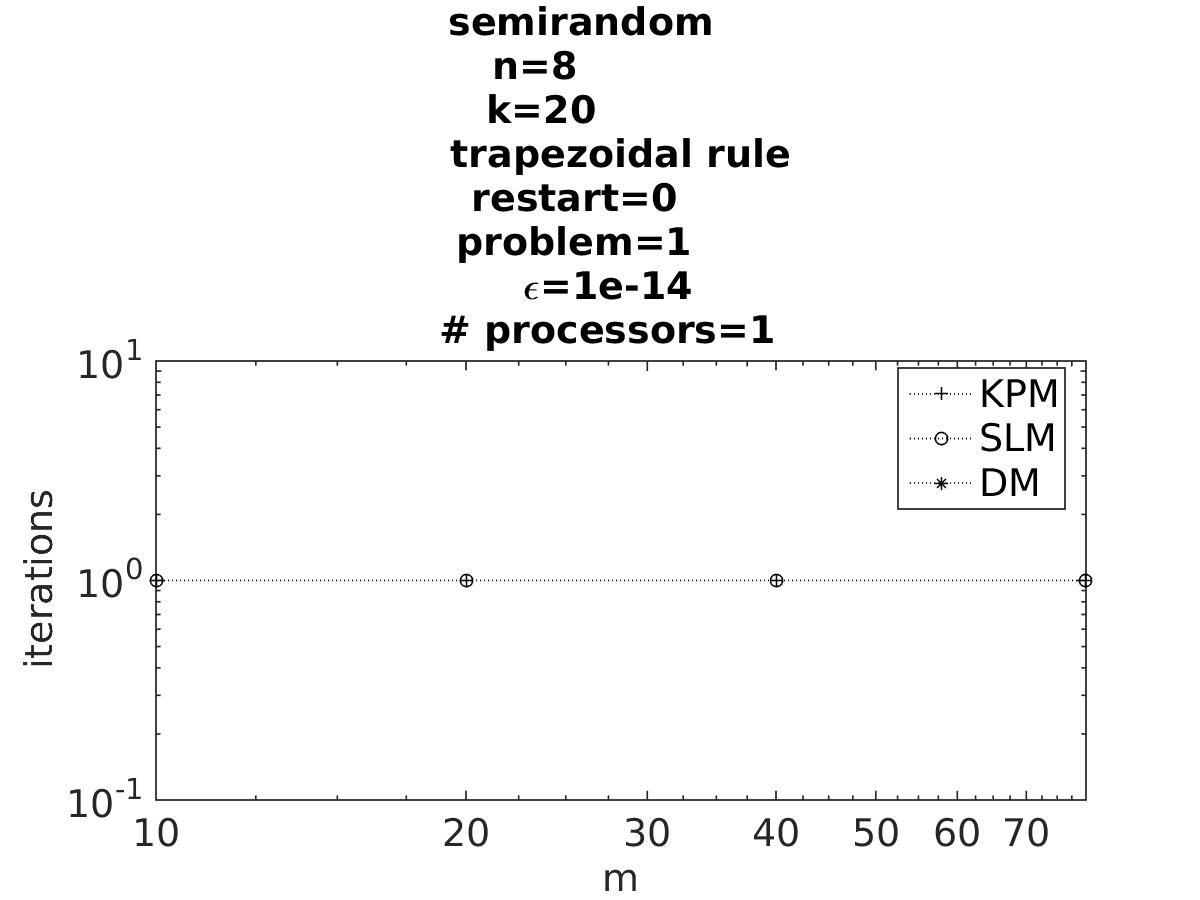 semirandom
n=8
k=20
trapezoidal rule
restart=0
problem=1
ϵ=1e-14
# processors=1
10^1
10^0
10^-1
iterations
KPM
SLM
DM
10 20 30 40 50 60 70
m